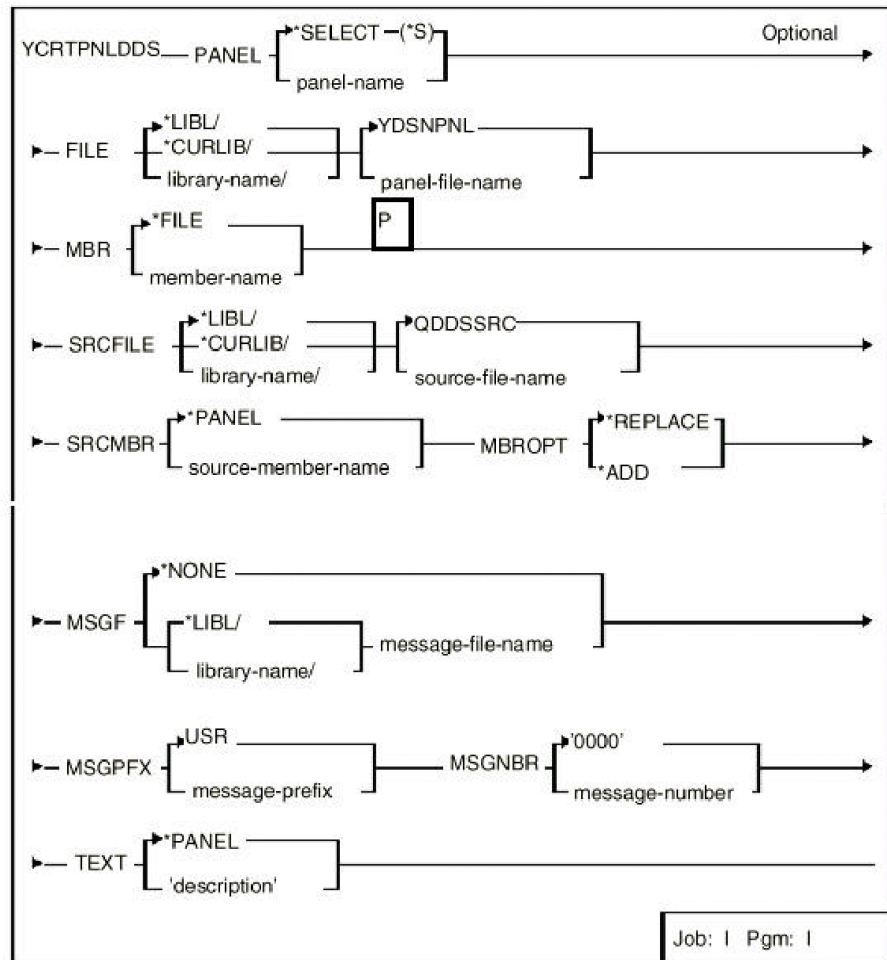 *SELECT (*S) Optional
YCRTPNLDDS PANEL
panel-name
*LIBL/ YDSNPNL
FILE *CURLIB/
library-name/ panel-file-name
*FILE P
MBR
member-name
*LIBL/ QDDSSRC
SRCFILE *CURLIB/
library-name/ source-file-name
*PANEL *REPLACE
SRCMBR MBROPT
source-member-name *ADD
*NONE
*LIBL/
MSGF message-file-name
library-name/
USR '0000'
MSGPFX MSGNBR
message-prefix message-number
*PANEL
TEXT
'description'
Job: I Pgm: I